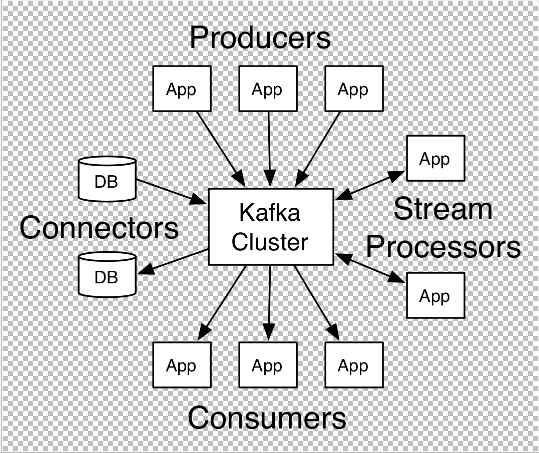 Producers
App
App
App
DB
App
Kafka
Cluster
Connectors
Stream
Processors
DB
App
App
App
App
Consumers